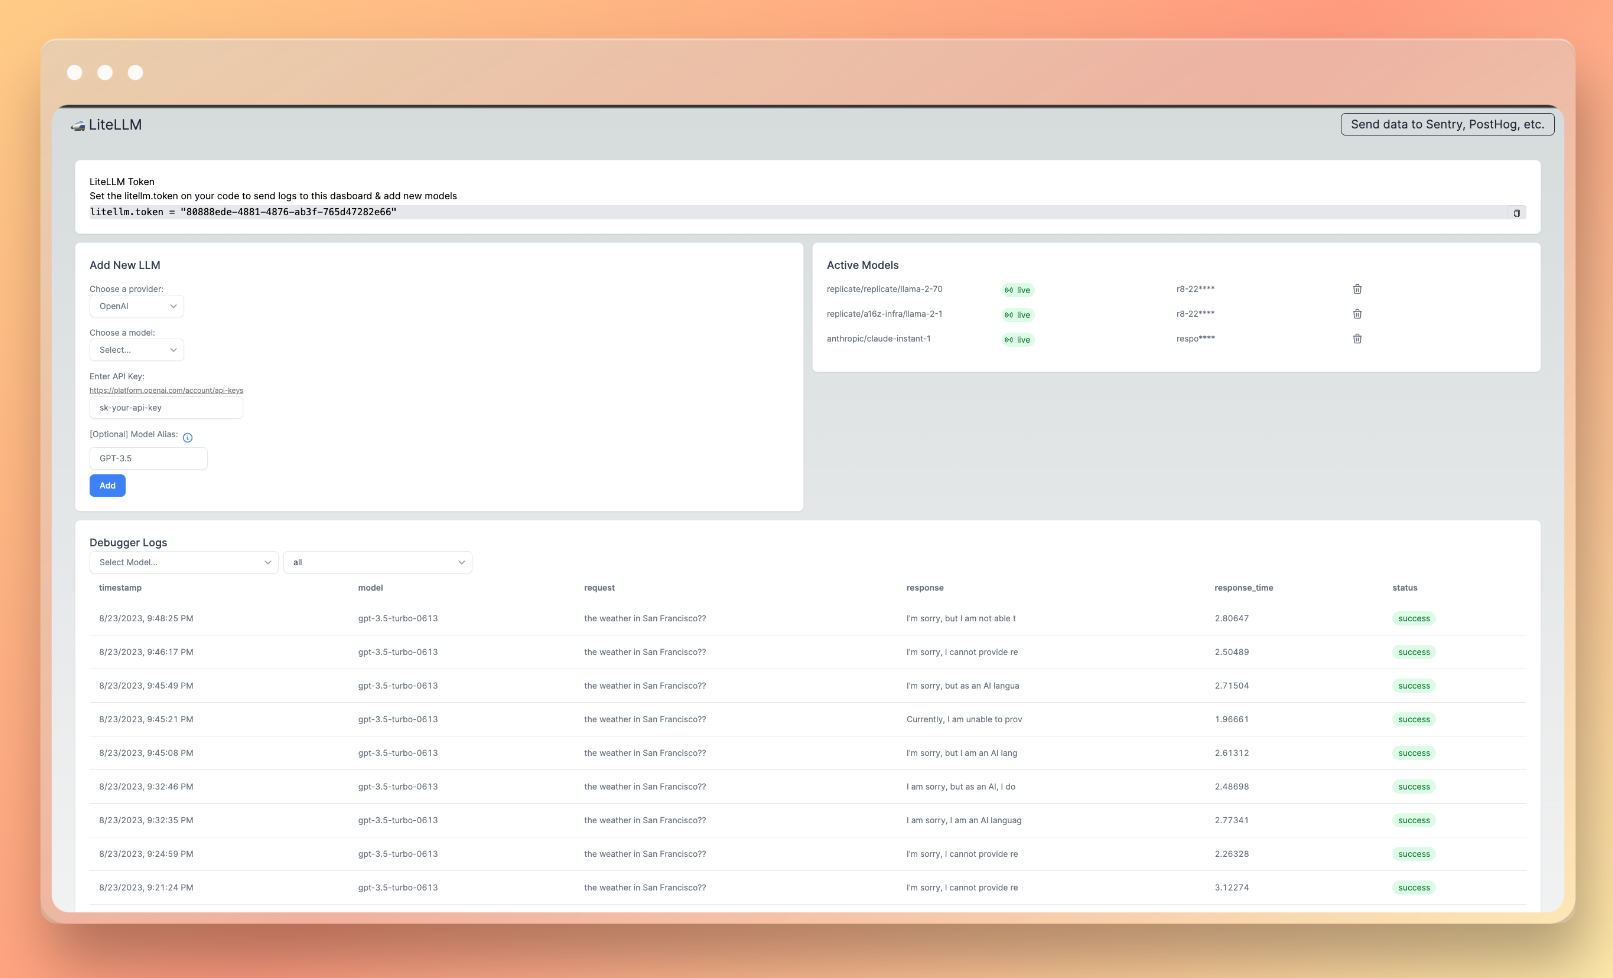 LiteLLM
Send data to Sentry, PostHog, etc.
LiteLLM Token
Set the litellm.token on your code to send logs to this dasboard & add new models
litellm.token = "80888ede-4881-4876-ab3f-765d47282e66"
Add New LLM
Choose a provider:
OpenAI
Choose a model:
Select...
Enter API Key:
https://platform.openai.com/account/api-keys
sk-your-api-key
[Optional] Model Alias:
GPT-3.5
Add
Active Models
replicate/replicate/llama-2-70 live r8-22****
replicate/a16z-infra/llama-2-1 live r8-22****
anthropic/claude-instant-1 live respo****
Debugger Logs
Select Model... all
timestamp model request response response_time status
8/23/2023, 9:48:25 PM gpt-3.5-turbo-0613 the weather in San Francisco?? I'm sorry, but I am not able t 2.80647 success
8/23/2023, 9:46:17 PM gpt-3.5-turbo-0613 the weather in San Francisco?? I'm sorry, I cannot provide re 2.50489 success
8/23/2023, 9:45:49 PM gpt-3.5-turbo-0613 the weather in San Francisco?? I'm sorry, but as an AI langua 2.71504 success
8/23/2023, 9:45:21 PM gpt-3.5-turbo-0613 the weather in San Francisco?? Currently, I am unable to prov 1.96661 success
8/23/2023, 9:45:08 PM gpt-3.5-turbo-0613 the weather in San Francisco?? I'm sorry, but I am an AI lang 2.61312 success
8/23/2023, 9:32:46 PM gpt-3.5-turbo-0613 the weather in San Francisco?? I am sorry, but as an AI, I do 2.48698 success
8/23/2023, 9:32:35 PM gpt-3.5-turbo-0613 the weather in San Francisco?? I am sorry, I am an AI languag 2.77341 success
8/23/2023, 9:24:59 PM gpt-3.5-turbo-0613 the weather in San Francisco?? I'm sorry, I cannot provide re 2.26328 success
8/23/2023, 9:21:24 PM gpt-3.5-turbo-0613 the weather in San Francisco?? I'm sorry, I cannot provide re 3.12274 success